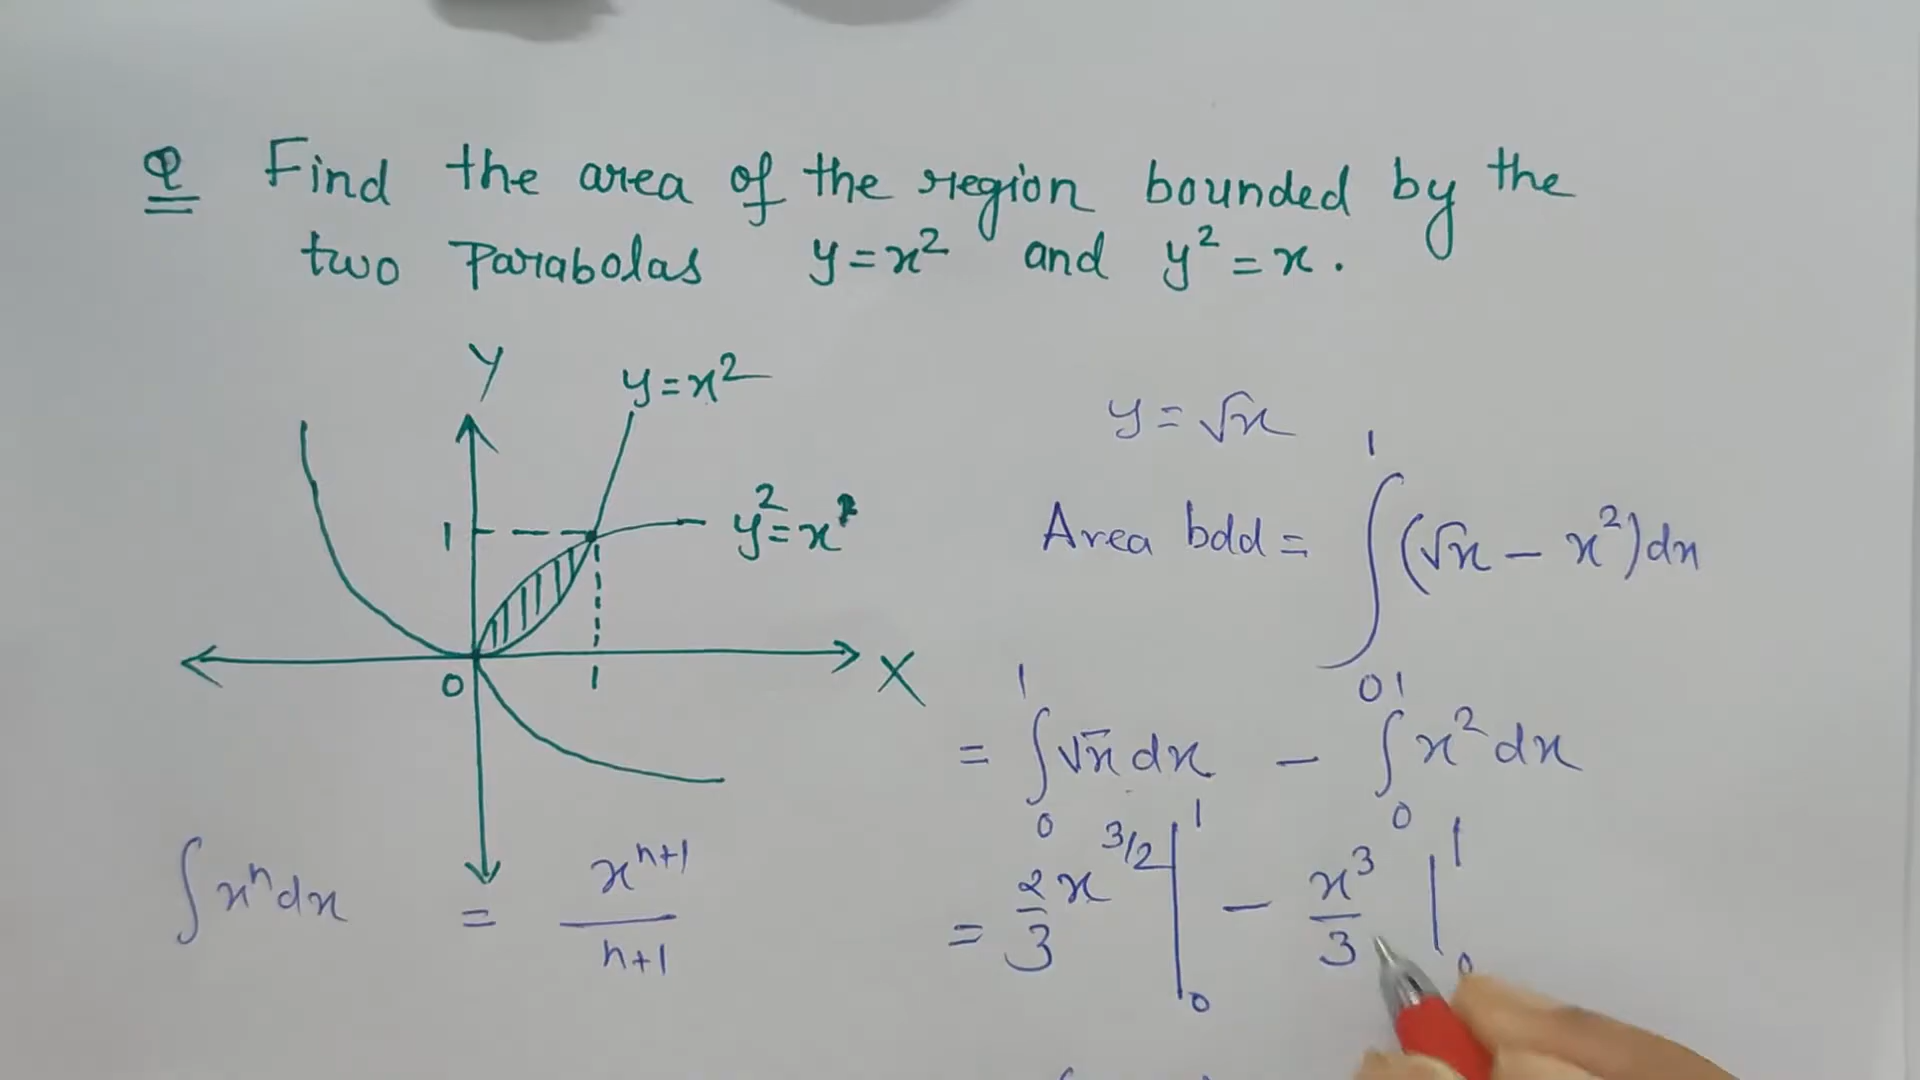 Q Find the area of the region bounded by the
two Parabolas y = x² and y² = x.
Y
y = x²
1
y² = x
0
1
X
∫ xⁿ dx = xⁿ⁺¹ / n+1
y = √x
Area bdd = ∫₀¹ (√x − x²) dx
= ∫₀¹ √x dx − ∫₀¹ x² dx
= 2/3 x^3/2 |₀¹ − x³/3 |₀¹